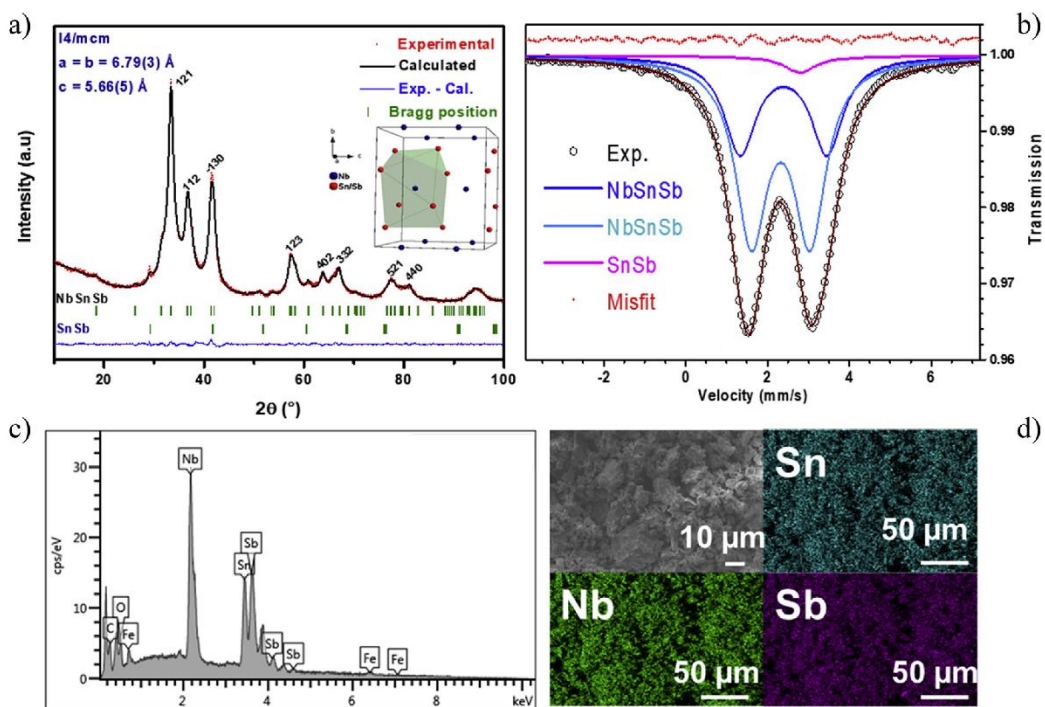 a)
I4/mcm
a = b = 6.79(3) Å
c = 5.66(5) Å
Experimental
Calculated
Exp. - Cal.
Bragg position
121
112
-130
123
402
332
521
440
b
c
a
Nb
Sn/Sb
Nb Sn Sb
Sn Sb
Intensity (a.u)
20 40 60 80 100
2θ (°)
b)
1.00
0.99
0.98
0.97
0.96
Transmission
Exp.
NbSnSb
NbSnSb
SnSb
Misfit
-2 0 2 4 6
Velocity (mm/s)
c)
cps/eV
30
20
10
0
C
O
Fe
Nb
Sn
Sb
Sb
Sb
Fe
Fe
2 4 6 8
keV
d)
10 µm
Sn
50 µm
Nb
50 µm
Sb
50 µm